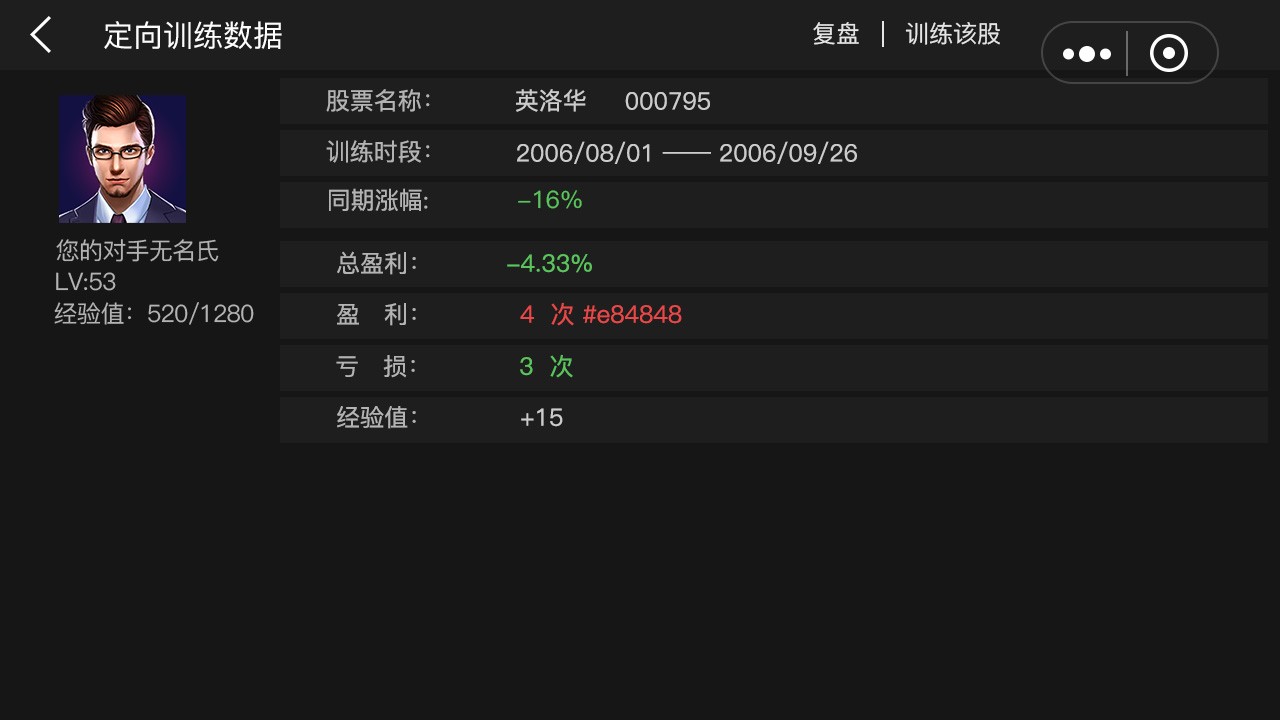 定向训练数据
复盘 | 训练该股
股票名称： 英洛华 000795
训练时段： 2006/08/01 —— 2006/09/26
同期涨幅: -16%
您的对手无名氏
LV:53
经验值：520/1280
总盈利： -4.33%
盈 利： 4 次 #e84848
亏 损： 3 次
经验值： +15